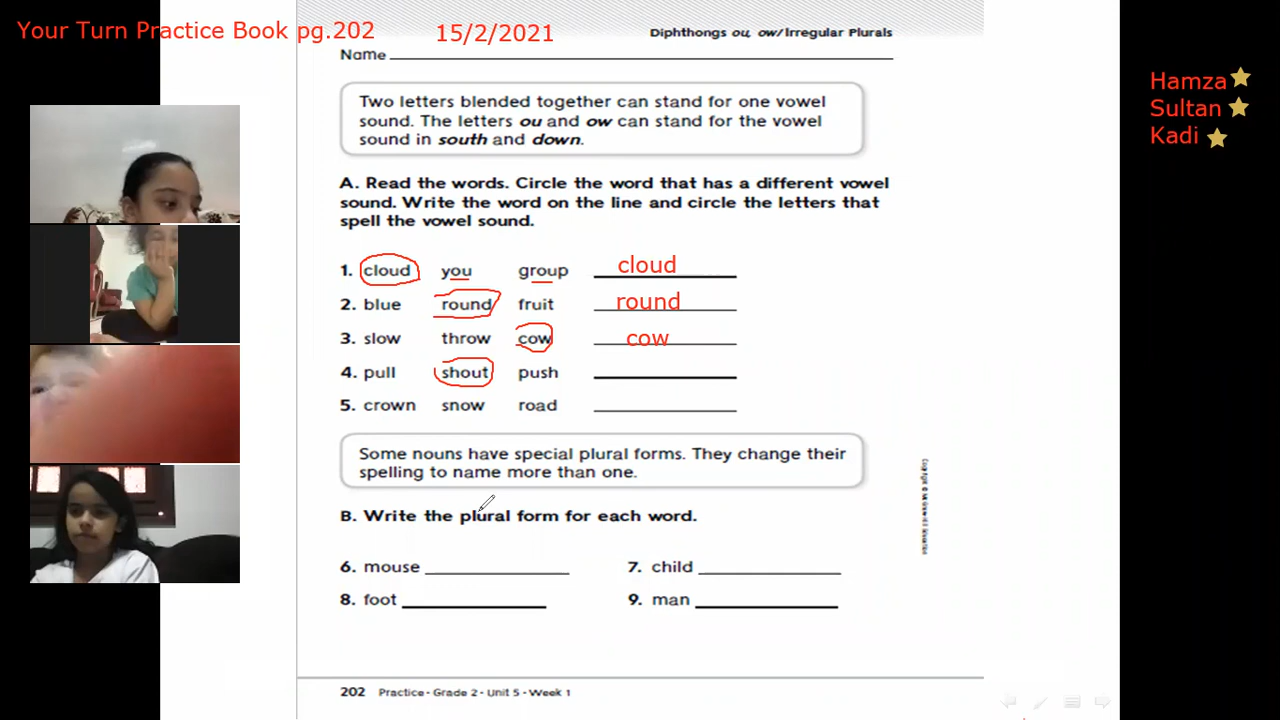 Your Turn Practice Book pg.202
15/2/2021
Diphthongs ou, ow/Irregular Plurals
Hamza
Sultan
Kadi
Name
Two letters blended together can stand for one vowel
sound. The letters ou and ow can stand for the vowel
sound in south and down.
A. Read the words. Circle the word that has a different vowel
sound. Write the word on the line and circle the letters that
spell the vowel sound.
1. cloud you group cloud
2. blue round fruit round
3. slow throw cow cow
4. pull shout push
5. crown snow road
Some nouns have special plural forms. They change their
spelling to name more than one.
B. Write the plural form for each word.
6. mouse 7. child
8. foot 9. man
202 Practice • Grade 2 • Unit 5 • Week 1